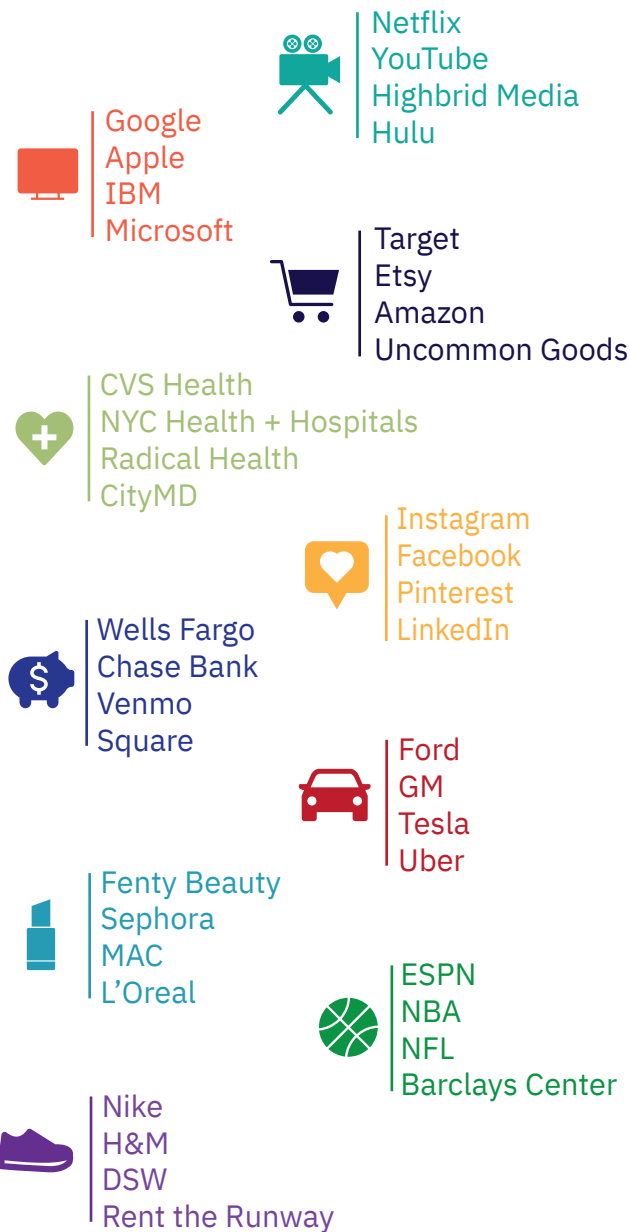 Netflix
YouTube
Highbrid Media
Hulu
Google
Apple
IBM
Microsoft
Target
Etsy
Amazon
Uncommon Goods
CVS Health
NYC Health + Hospitals
Radical Health
CityMD
Instagram
Facebook
Pinterest
LinkedIn
Wells Fargo
Chase Bank
Venmo
Square
$
Ford
GM
Tesla
Uber
Fenty Beauty
Sephora
MAC
L’Oreal
ESPN
NBA
NFL
Barclays Center
Nike
H&M
DSW
Rent the Runway